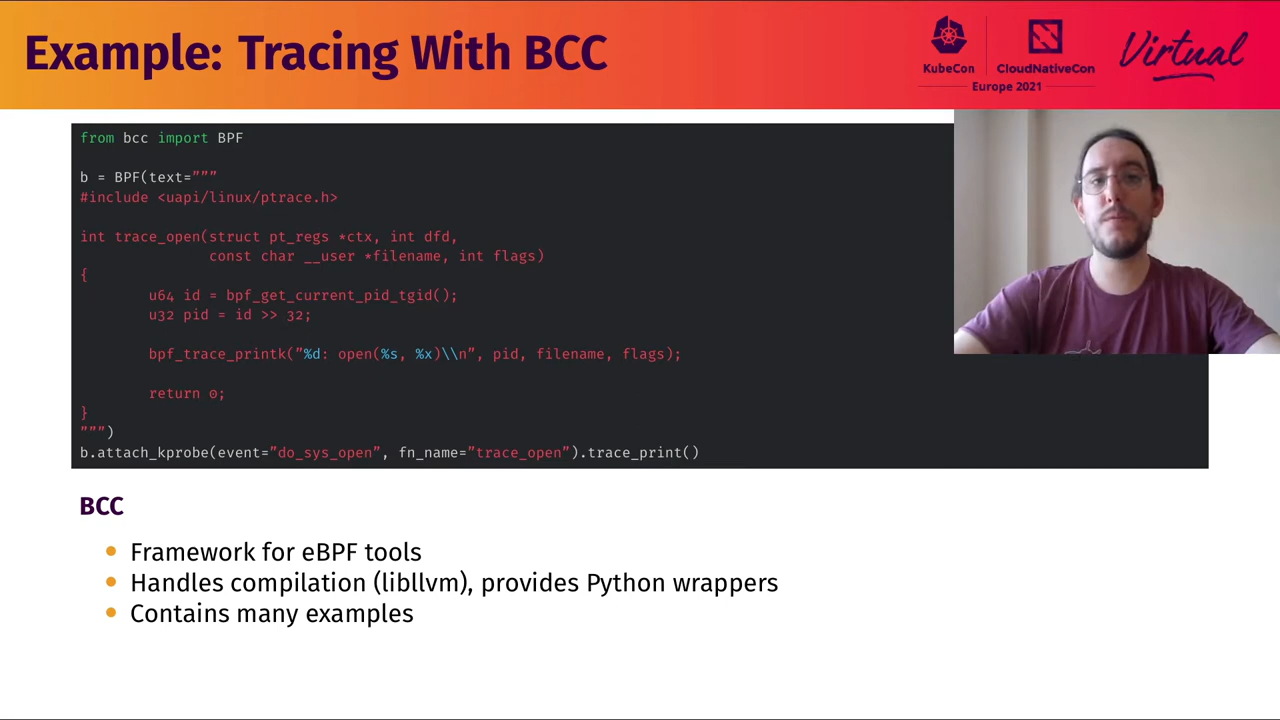 Example: Tracing With BCC
KubeCon
CloudNativeCon
Europe 2021
Virtual
from bcc import BPF
b = BPF(text="""
#include <uapi/linux/ptrace.h>
int trace_open(struct pt_regs *ctx, int dfd,
const char __user *filename, int flags)
{
u64 id = bpf_get_current_pid_tgid();
u32 pid = id >> 32;
bpf_trace_printk("%d: open(%s, %x)\\n", pid, filename, flags);
return 0;
}
""")
b.attach_kprobe(event="do_sys_open", fn_name="trace_open").trace_print()
BCC
Framework for eBPF tools
Handles compilation (libllvm), provides Python wrappers
Contains many examples